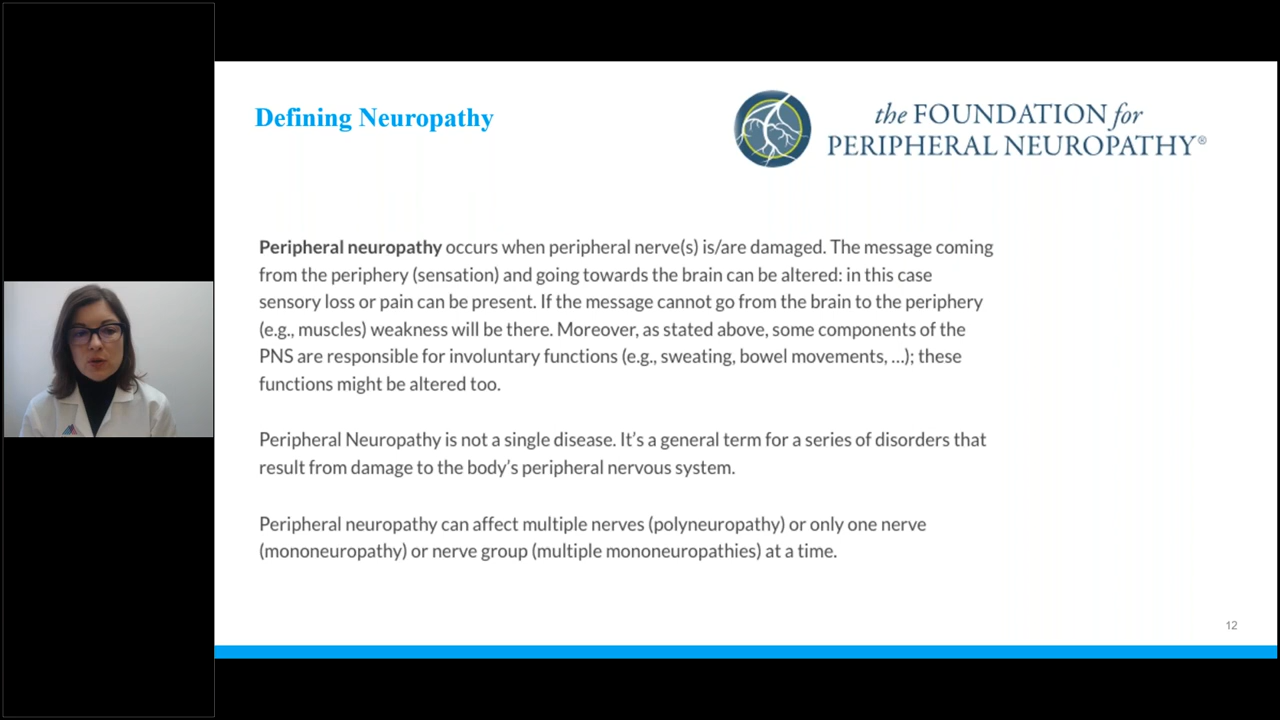 Defining Neuropathy
the FOUNDATION for
PERIPHERAL NEUROPATHY®
Peripheral neuropathy occurs when peripheral nerve(s) is/are damaged. The message coming
from the periphery (sensation) and going towards the brain can be altered: in this case
sensory loss or pain can be present. If the message cannot go from the brain to the periphery
(e.g., muscles) weakness will be there. Moreover, as stated above, some components of the
PNS are responsible for involuntary functions (e.g., sweating, bowel movements, ...); these
functions might be altered too.
Peripheral Neuropathy is not a single disease. It’s a general term for a series of disorders that
result from damage to the body’s peripheral nervous system.
Peripheral neuropathy can affect multiple nerves (polyneuropathy) or only one nerve
(mononeuropathy) or nerve group (multiple mononeuropathies) at a time.
12